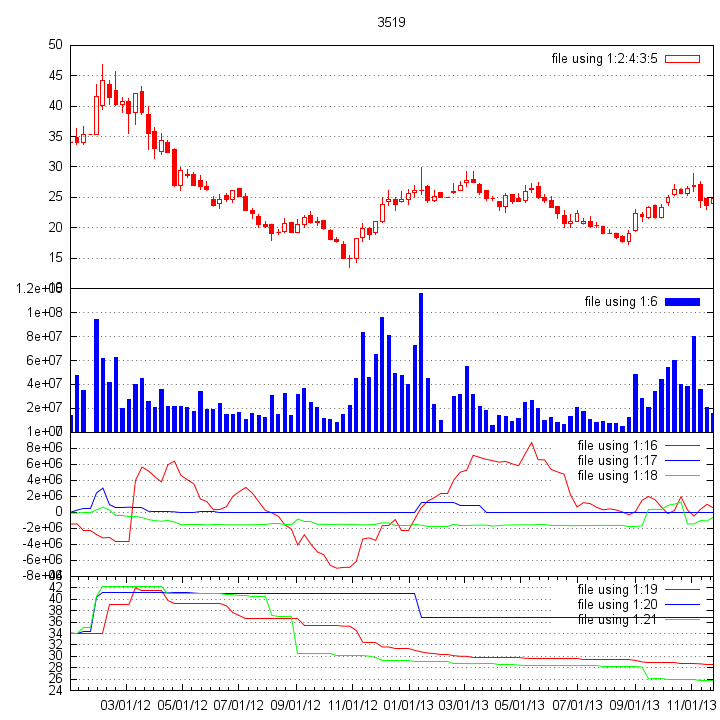 3519
50
file using 1:2:4:3:5
45
40
35
30
25
20
15
1.2e+08
file using 1:6
1e+08
8e+07
6e+07
4e+07
2e+07
file using 1:16
8e+06
file using 1:17
6e+06
file using 1:18
4e+06
2e+06
0
-2e+06
-4e+06
-6e+06
-8e+06
42
file using 1:19
40
file using 1:20
38
file using 1:21
36
34
32
30
28
26
24
03/01/12 05/01/12 07/01/12 09/01/12 11/01/12 01/01/13 03/01/13 05/01/13 07/01/13 09/01/13 11/01/13